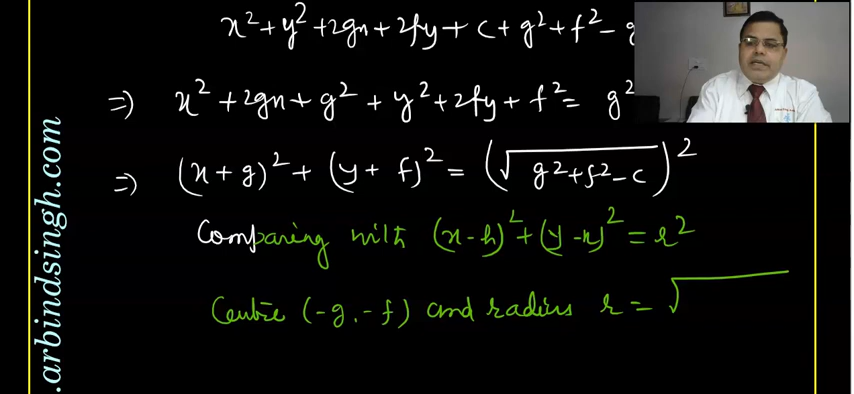 x² + y² + 2gx + 2fy + c + g² + f² -
⇒ x² + 2gx + g² + y² + 2fy + f² = g²
⇒ (x + g)² + (y + f)² = (√(g² + f² - c))²
Comparing with (x - h)² + (y - k)² = r²
Centre (-g, -f) and radius r = √
.arbindsingh.com